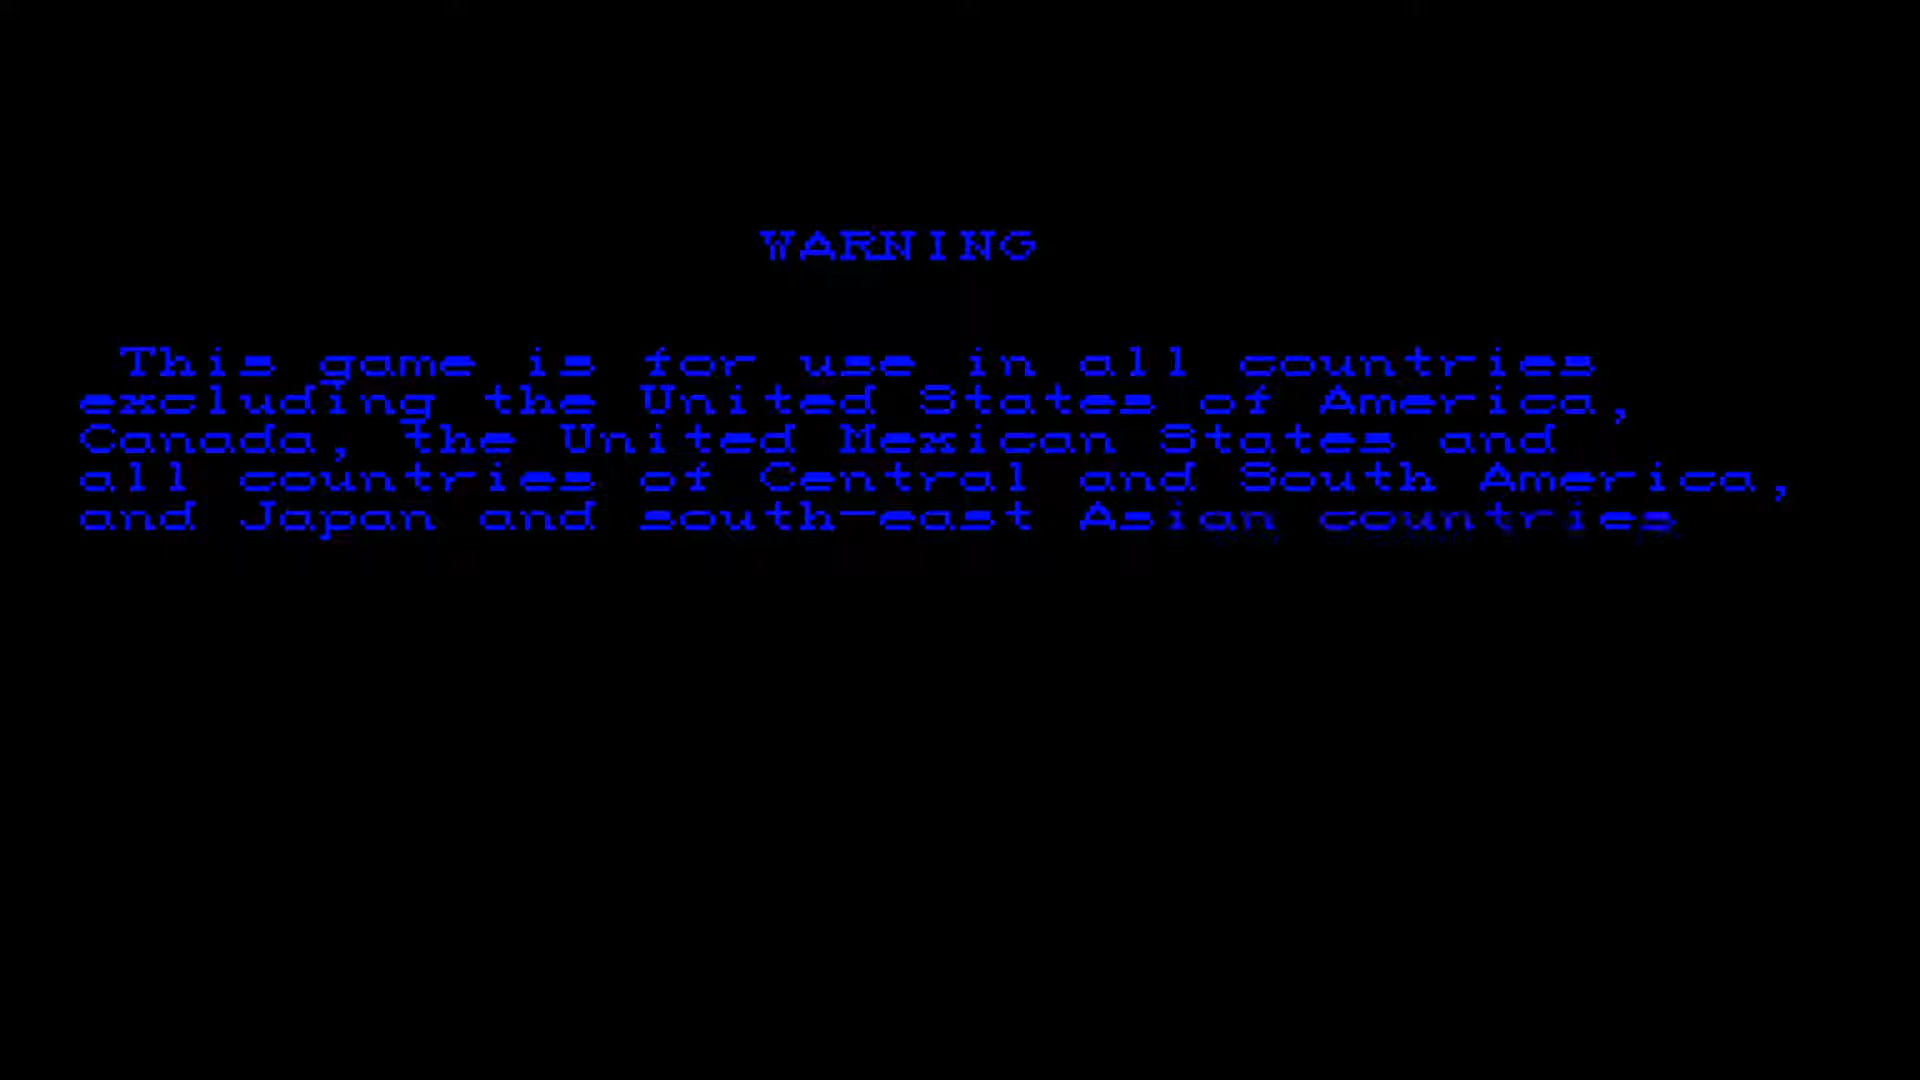 WARNING
This game is for use in all countries
excluding the United States of America,
Canada, the United Mexican States and
all countries of Central and South America,
and Japan and south-east Asian countries